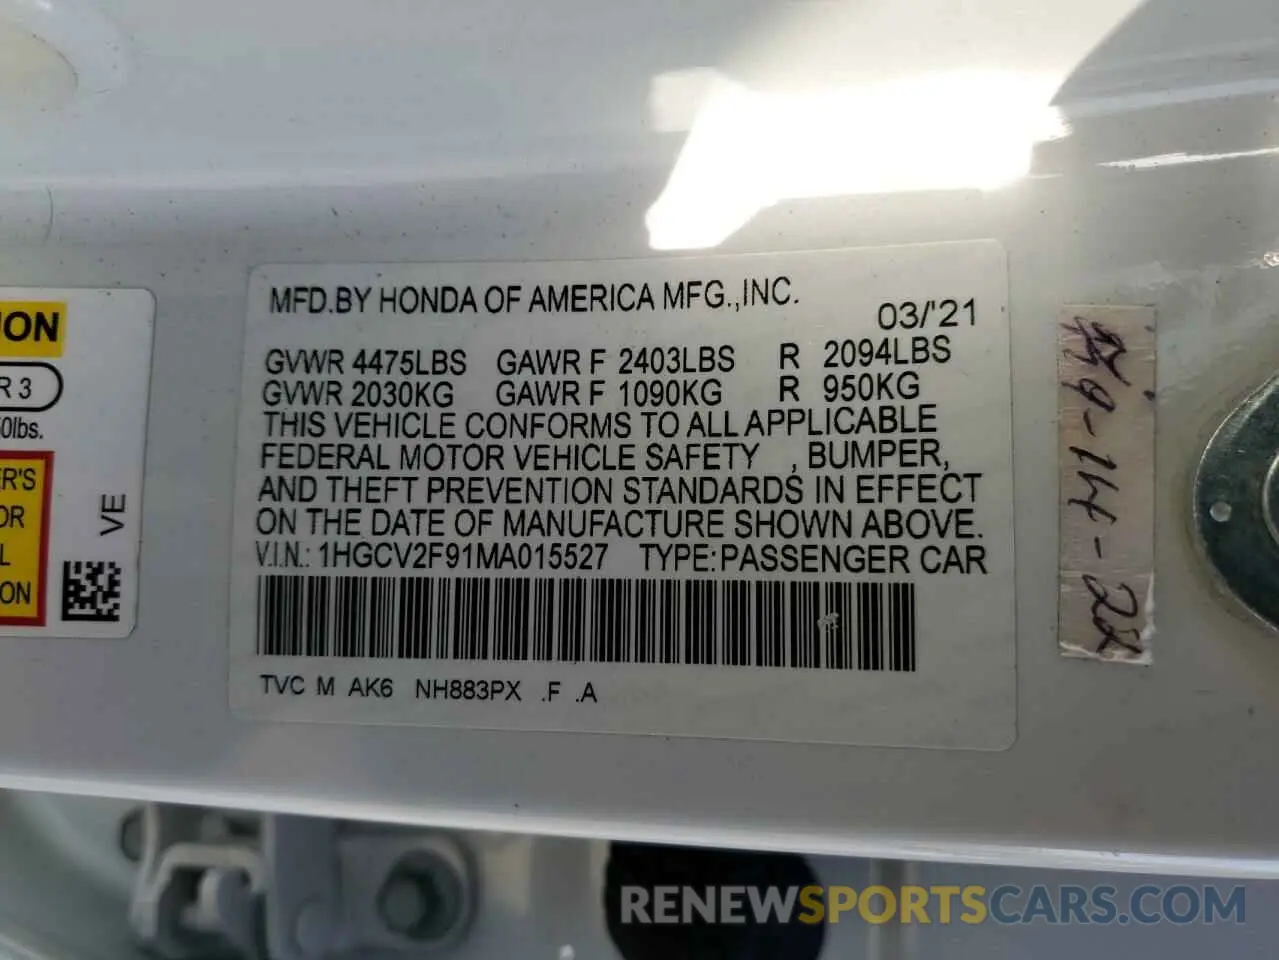 MFD.BY HONDA OF AMERICA MFG.,INC.
03/'21
GVWR 4475LBS GAWR F 2403LBS R 2094LBS
GVWR 2030KG GAWR F 1090KG R 950KG
THIS VEHICLE CONFORMS TO ALL APPLICABLE
FEDERAL MOTOR VEHICLE SAFETY , BUMPER,
AND THEFT PREVENTION STANDARDS IN EFFECT
ON THE DATE OF MANUFACTURE SHOWN ABOVE.
V.I.N.: 1HGCV2F91MA015527 TYPE:PASSENGER CAR
TVC M AK6 NH883PX .F .A
ION
R 3
0lbs.
ER'S
OR
L
ON
VE
RENEWSPORTSCARS.COM